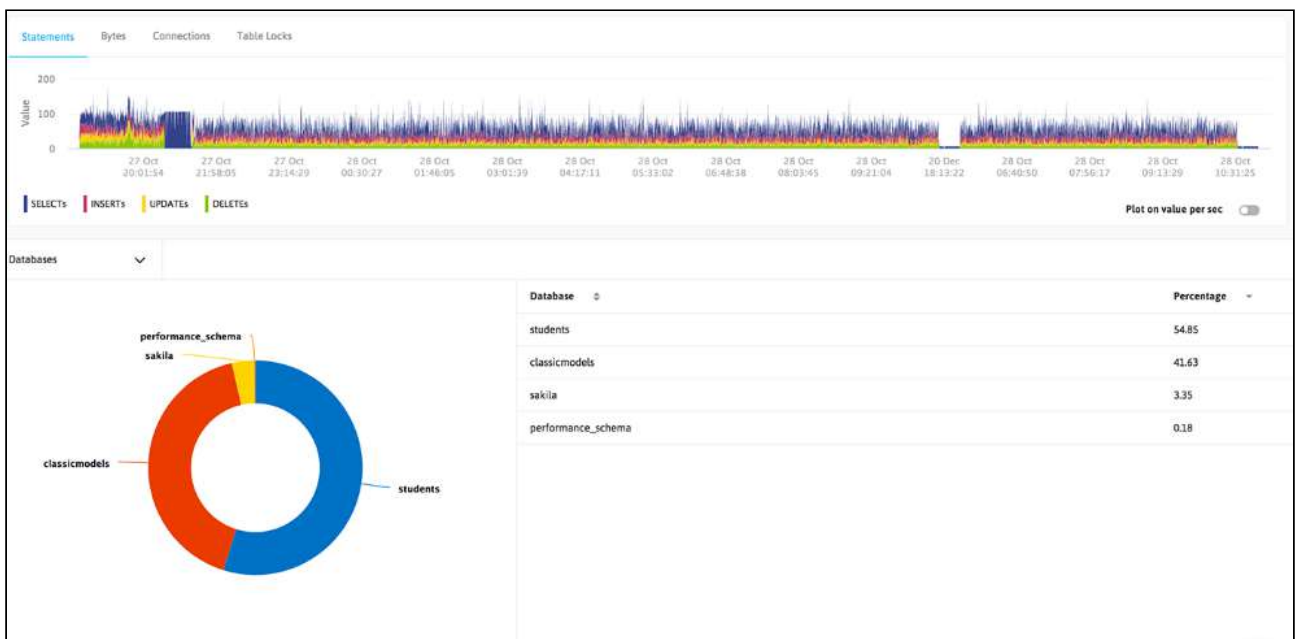 Statements Bytes Connections Table Locks
200
Value
100
0
27 Oct 27 Oct 27 Oct 28 Oct 28 Oct 28 Oct 28 Oct 28 Oct 28 Oct 28 Oct 28 Oct 20 Dec 28 Oct 28 Oct 28 Oct 28 Oct
20:01:54 21:58:05 23:14:29 00:30:27 01:46:05 03:01:39 04:17:11 05:33:02 06:48:38 08:03:45 09:21:04 18:13:22 06:40:50 07:56:17 09:13:29 10:31:25
SELECTs INSERTs UPDATEs DELETEs
Plot on value per sec
Databases
Database Percentage
students 54.85
classicmodels 41.63
sakila 3.35
performance_schema 0.18
performance_schema
sakila
classicmodels
students